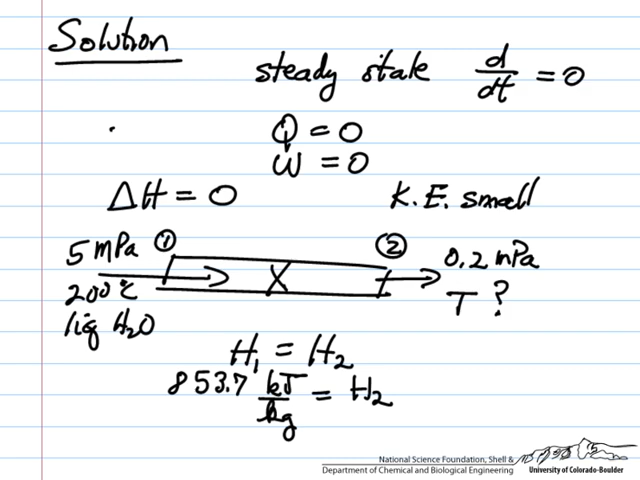 Solution
steady state d/dt = 0
Q = 0
W = 0
ΔH = 0 K.E. small
5 MPa ① ② 0.2 MPa
200°C X T ?
liq H₂O
H₁ = H₂
853.7 kJ/kg = H₂
National Science Foundation, Shell &
Department of Chemical and Biological Engineering University of Colorado-Boulder